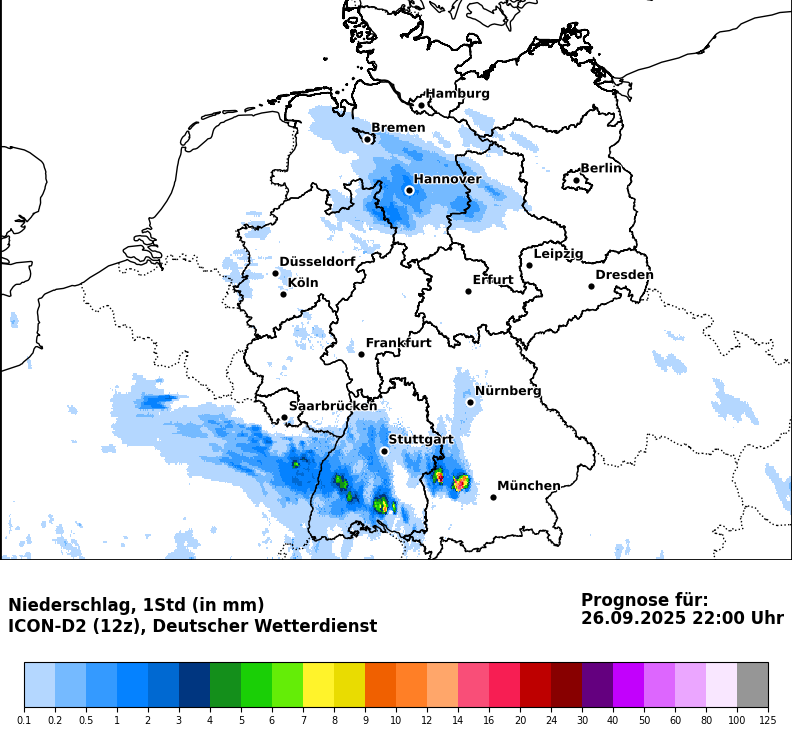 Hamburg
Bremen
Berlin
Hannover
Leipzig
Düsseldorf
Dresden
Köln
Erfurt
Frankfurt
Nürnberg
Saarbrücken
Stuttgart
München
Niederschlag, 1Std (in mm)
ICON-D2 (12z), Deutscher Wetterdienst
Prognose für:
26.09.2025 22:00 Uhr
0.1 0.2 0.5 1 2 3 4 5 6 7 8 9 10 12 14 16 20 24 30 40 50 60 80 100 125